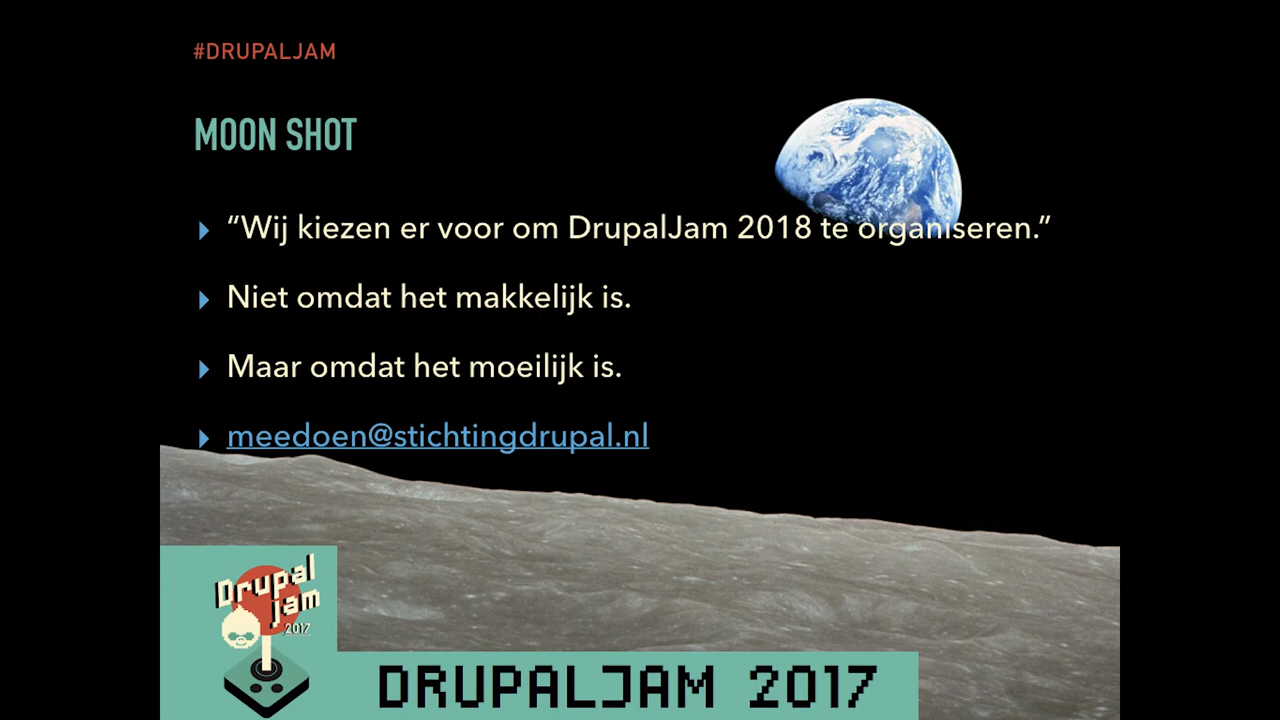 #DRUPALJAM
MOON SHOT
“Wij kiezen er voor om DrupalJam 2018 te organiseren.”
Niet omdat het makkelijk is.
Maar omdat het moeilijk is.
meedoen@stichtingdrupal.nl
Drupal
jam
2017
DRUPALJAM 2017